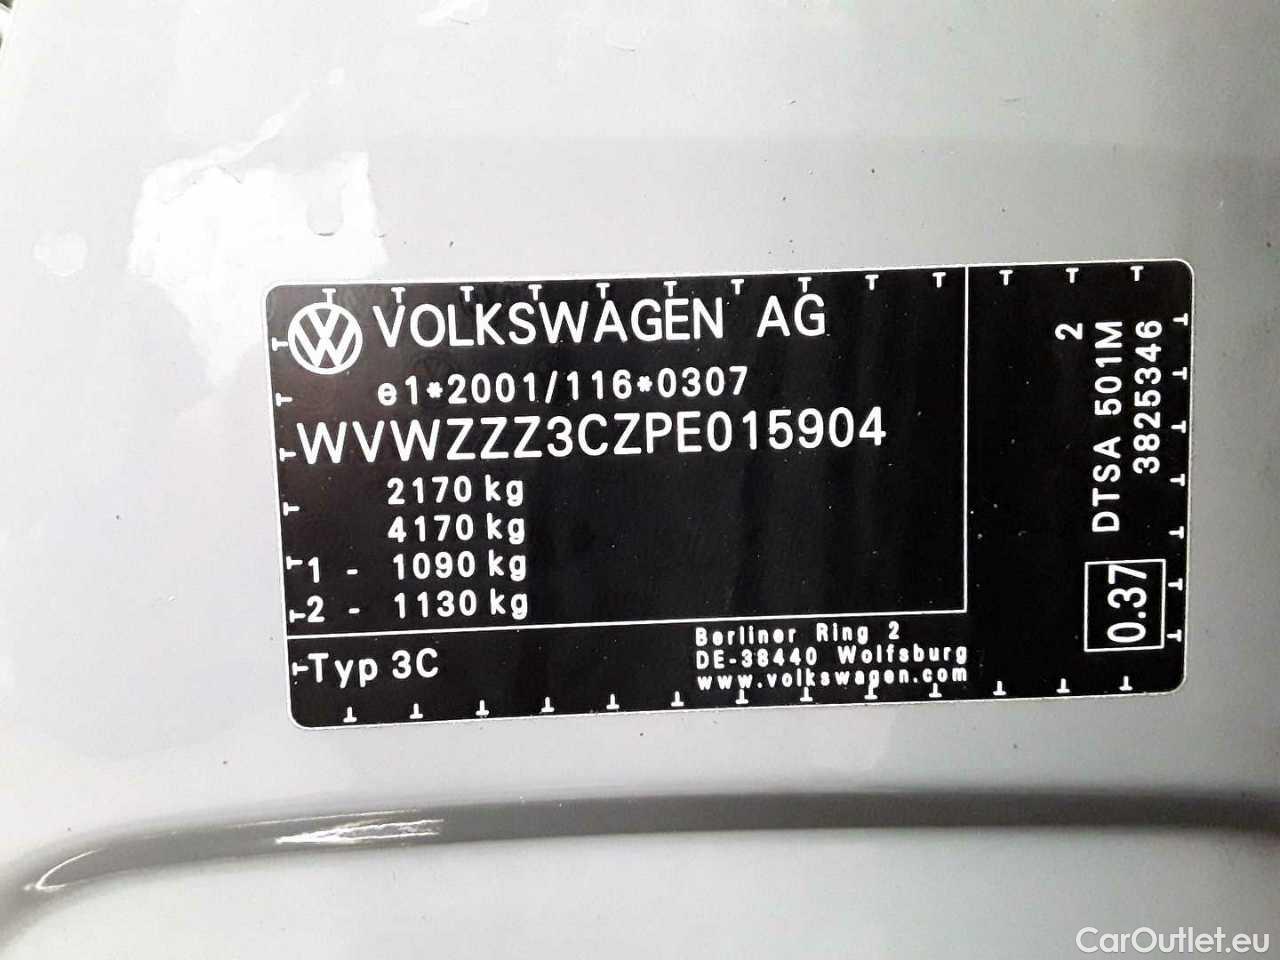 VOLKSWAGEN AG
e1*2001/116*0307
WVWZZZ3CZPE015904
2170 kg
4170 kg
1 - 1090 kg
2 - 1130 kg
Typ 3C
Berliner Ring 2
DE-38440 Wolfsburg
www.volkswagen.com
2
DTSA 501M
3825346
0.37
CarOutlet.eu